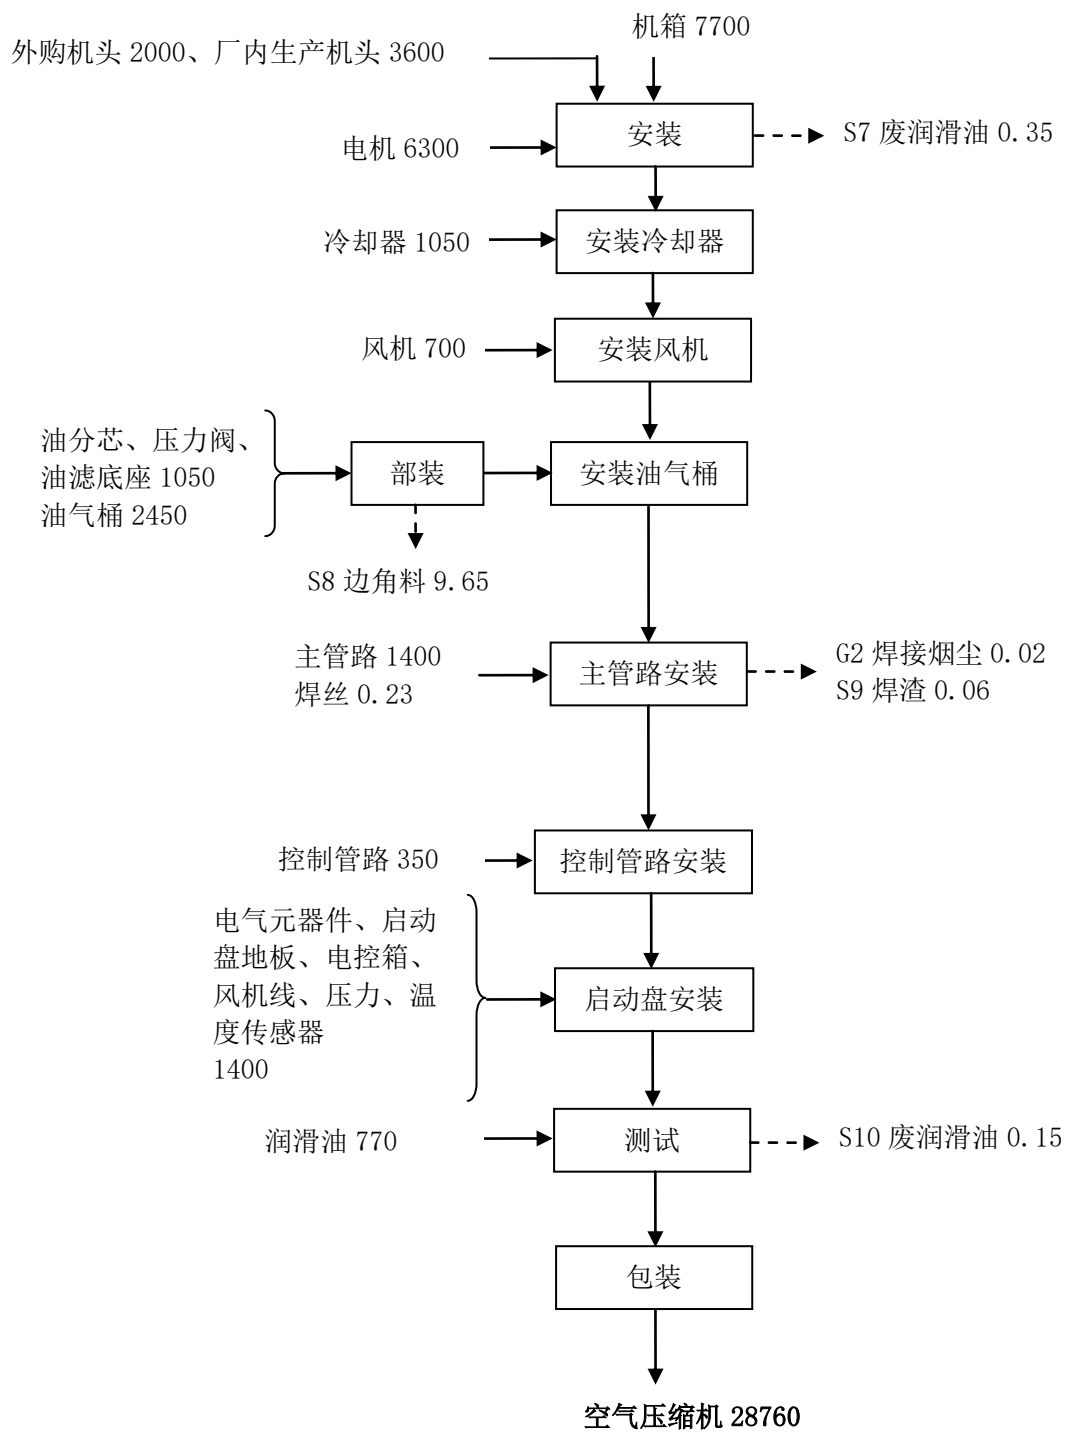 机箱 7700
外购机头 2000、厂内生产机头 3600
安装
S7 废润滑油 0.35
电机 6300
冷却器 1050
安装冷却器
风机 700
安装风机
油分芯、压力阀、
油滤底座 1050
油气桶 2450
部装
安装油气桶
S8 边角料 9.65
主管路 1400
焊丝 0.23
主管路安装
G2 焊接烟尘 0.02
S9 焊渣 0.06
控制管路 350
控制管路安装
电气元器件、启动
盘地板、电控箱、
风机线、压力、温
度传感器
1400
启动盘安装
润滑油 770
测试
S10 废润滑油 0.15
包装
空气压缩机 28760